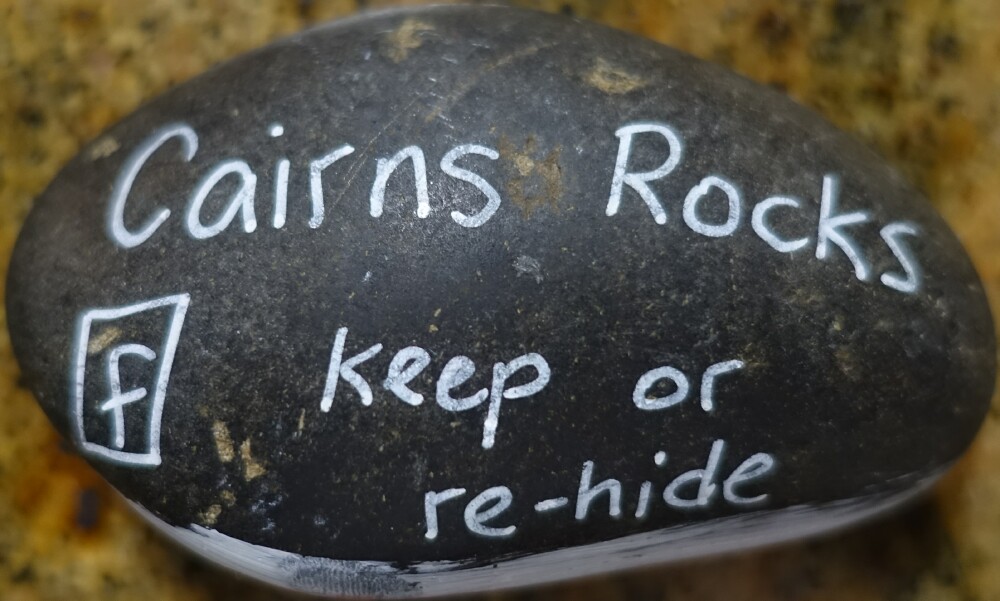 Cairns Rocks
f keep or
re-hide